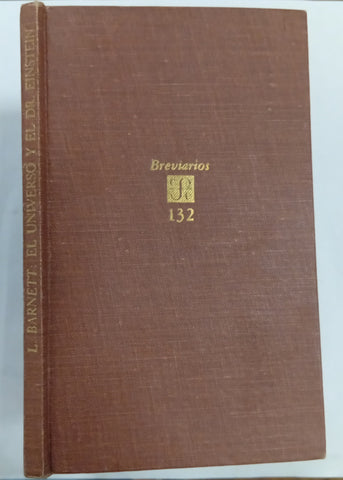 L. BARNETT: EL UNIVERSO Y EL DR. EINSTEIN
Breviarios
132